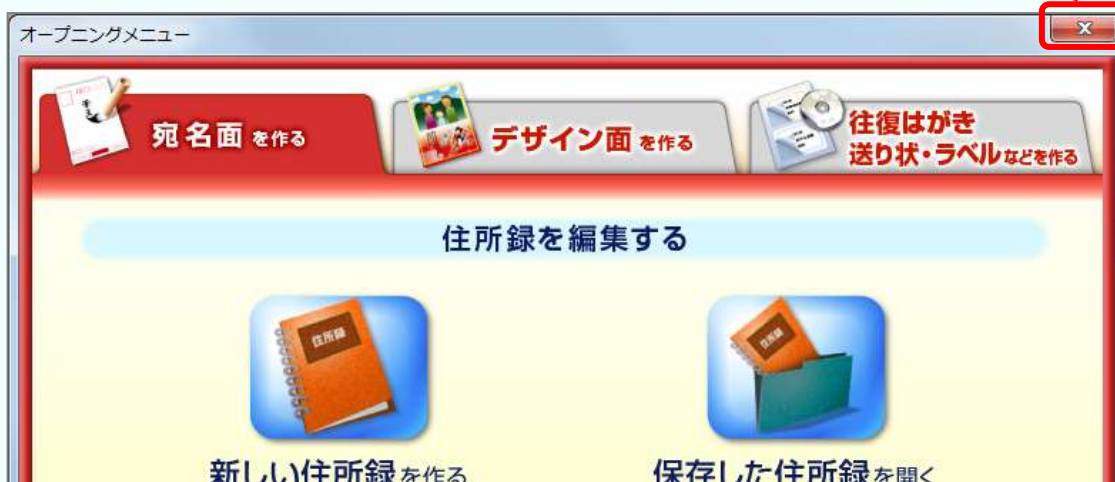 オープニングメニュー
宛名面 を作る
デザイン面 を作る
往復はがき
送り状・ラベルなどを作る
住所録を編集する
住所録
住所録
新しい住所録を作る
保存した住所録を開く